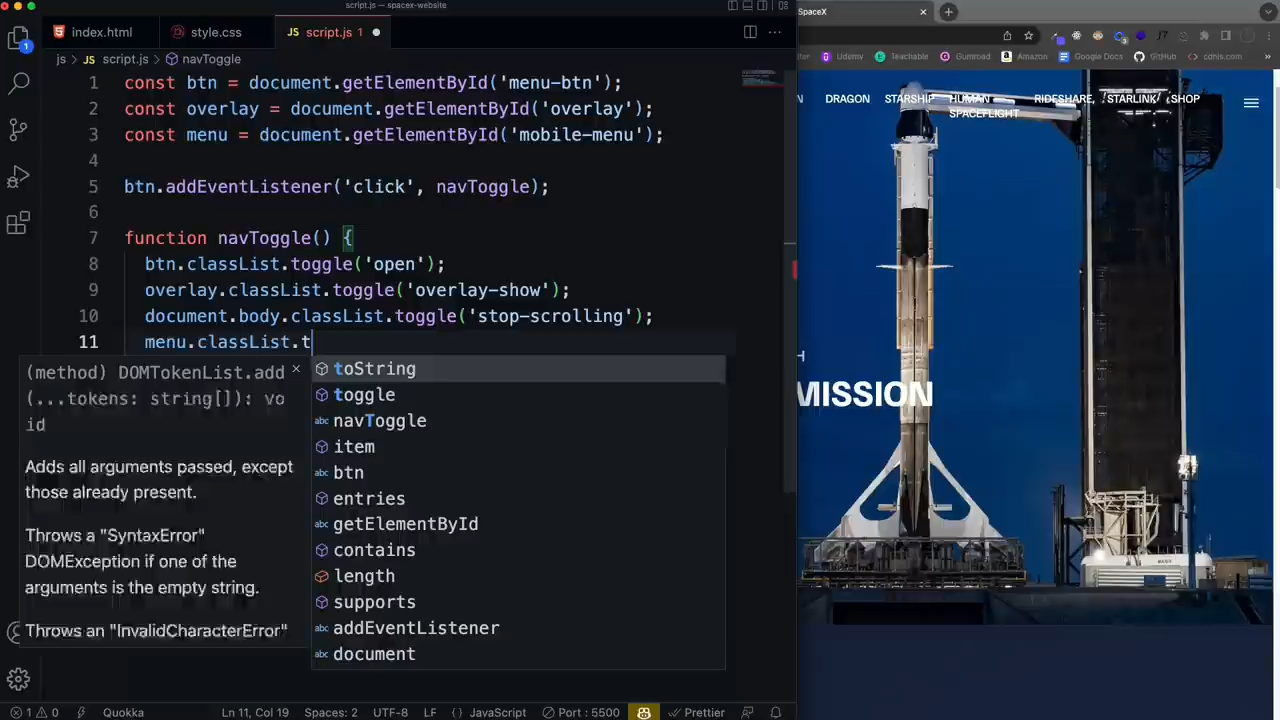 script.js - spacex-website
index.html
style.css
JS script.js 1
js > JS script.js > navToggle
1 const btn = document.getElementById('menu-btn');
2 const overlay = document.getElementById('overlay');
3 const menu = document.getElementById('mobile-menu');
4
5 btn.addEventListener('click', navToggle);
6
7 function navToggle() {
8 btn.classList.toggle('open');
9 overlay.classList.toggle('overlay-show');
10 document.body.classList.toggle('stop-scrolling');
11 menu.classList.t
(method) DOMTokenList.add
(...tokens: string[]): vo
id
Adds all arguments passed, except
those already present.
Throws a "SyntaxError"
DOMException if one of the
arguments is the empty string.
Throws an "InvalidCharacterError"
toString
toggle
abc navToggle
item
abc btn
entries
abc getElementById
contains
length
supports
abc addEventListener
abc document
1 0 Quokka Ln 11, Col 19 Spaces: 2 UTF-8 LF {} JavaScript Port : 5500 Prettier
SpaceX
Udemy Teachable Gumroad Amazon Google Docs GitHub cdnjs.com »
N DRAGON STARSHIP HUMAN SPACEFLIGHT RIDESHARE STARLINK SHOP
H
MISSION